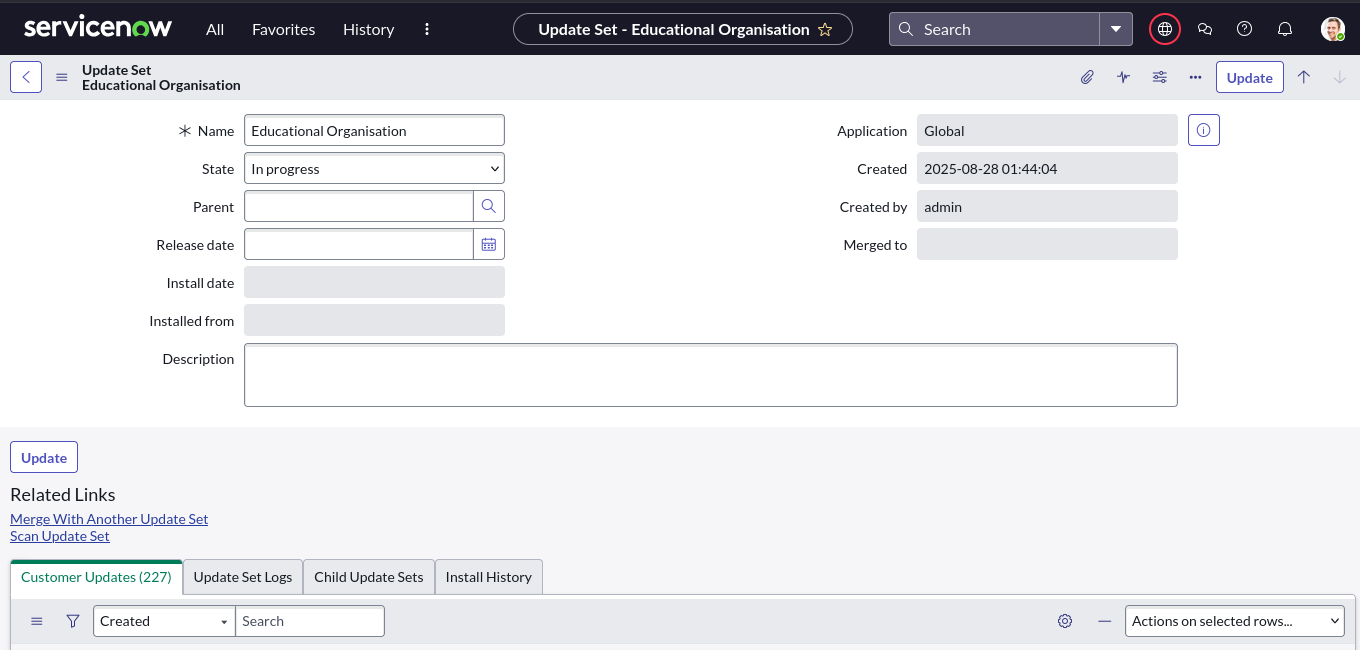 servicenow All Favorites History Update Set - Educational Organisation Search
Update Set
Educational Organisation
Update
Name Educational Organisation
Application Global
State In progress
Created 2025-08-28 01:44:04
Parent
Created by admin
Release date
Merged to
Install date
Installed from
Description
Update
Related Links
Merge With Another Update Set
Scan Update Set
Customer Updates (227) Update Set Logs Child Update Sets Install History
Created Search Actions on selected rows...